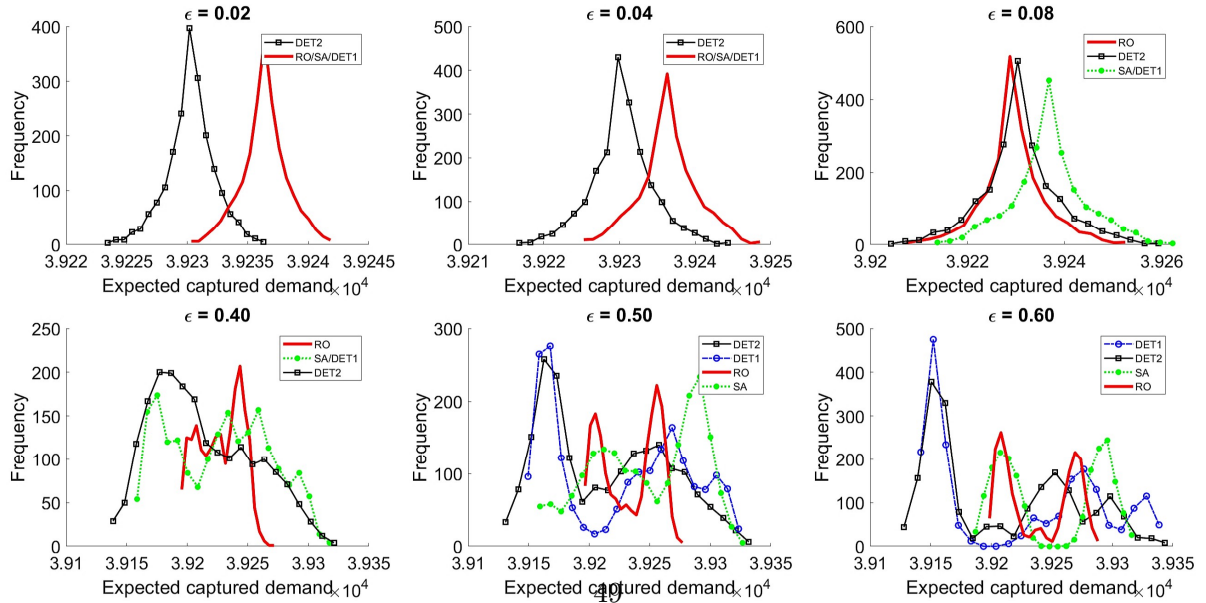 ϵ = 0.02
Frequency
400
300
200
100
0
DET2
RO/SA/DET1
3.922 3.9225 3.923 3.9235 3.924 3.9245
Expected captured demand ×10⁴
ϵ = 0.04
Frequency
500
400
300
200
100
0
DET2
RO/SA/DET1
3.921 3.922 3.923 3.924 3.925
Expected captured demand ×10⁴
ϵ = 0.08
Frequency
600
400
200
0
RO
DET2
SA/DET1
3.92 3.922 3.924 3.926
Expected captured demand ×10⁴
ϵ = 0.40
Frequency
250
200
150
100
50
0
RO
SA/DET1
DET2
3.91 3.915 3.92 3.925 3.93 3.935
Expected captured demand ×10⁴
ϵ = 0.50
Frequency
300
200
100
0
DET2
DET1
RO
SA
3.91 3.915 3.92 3.925 3.93 3.935
Expected captured demand ×10⁴
ϵ = 0.60
Frequency
500
400
300
200
100
0
DET1
DET2
SA
RO
3.91 3.915 3.92 3.925 3.93 3.935
Expected captured demand ×10⁴
49